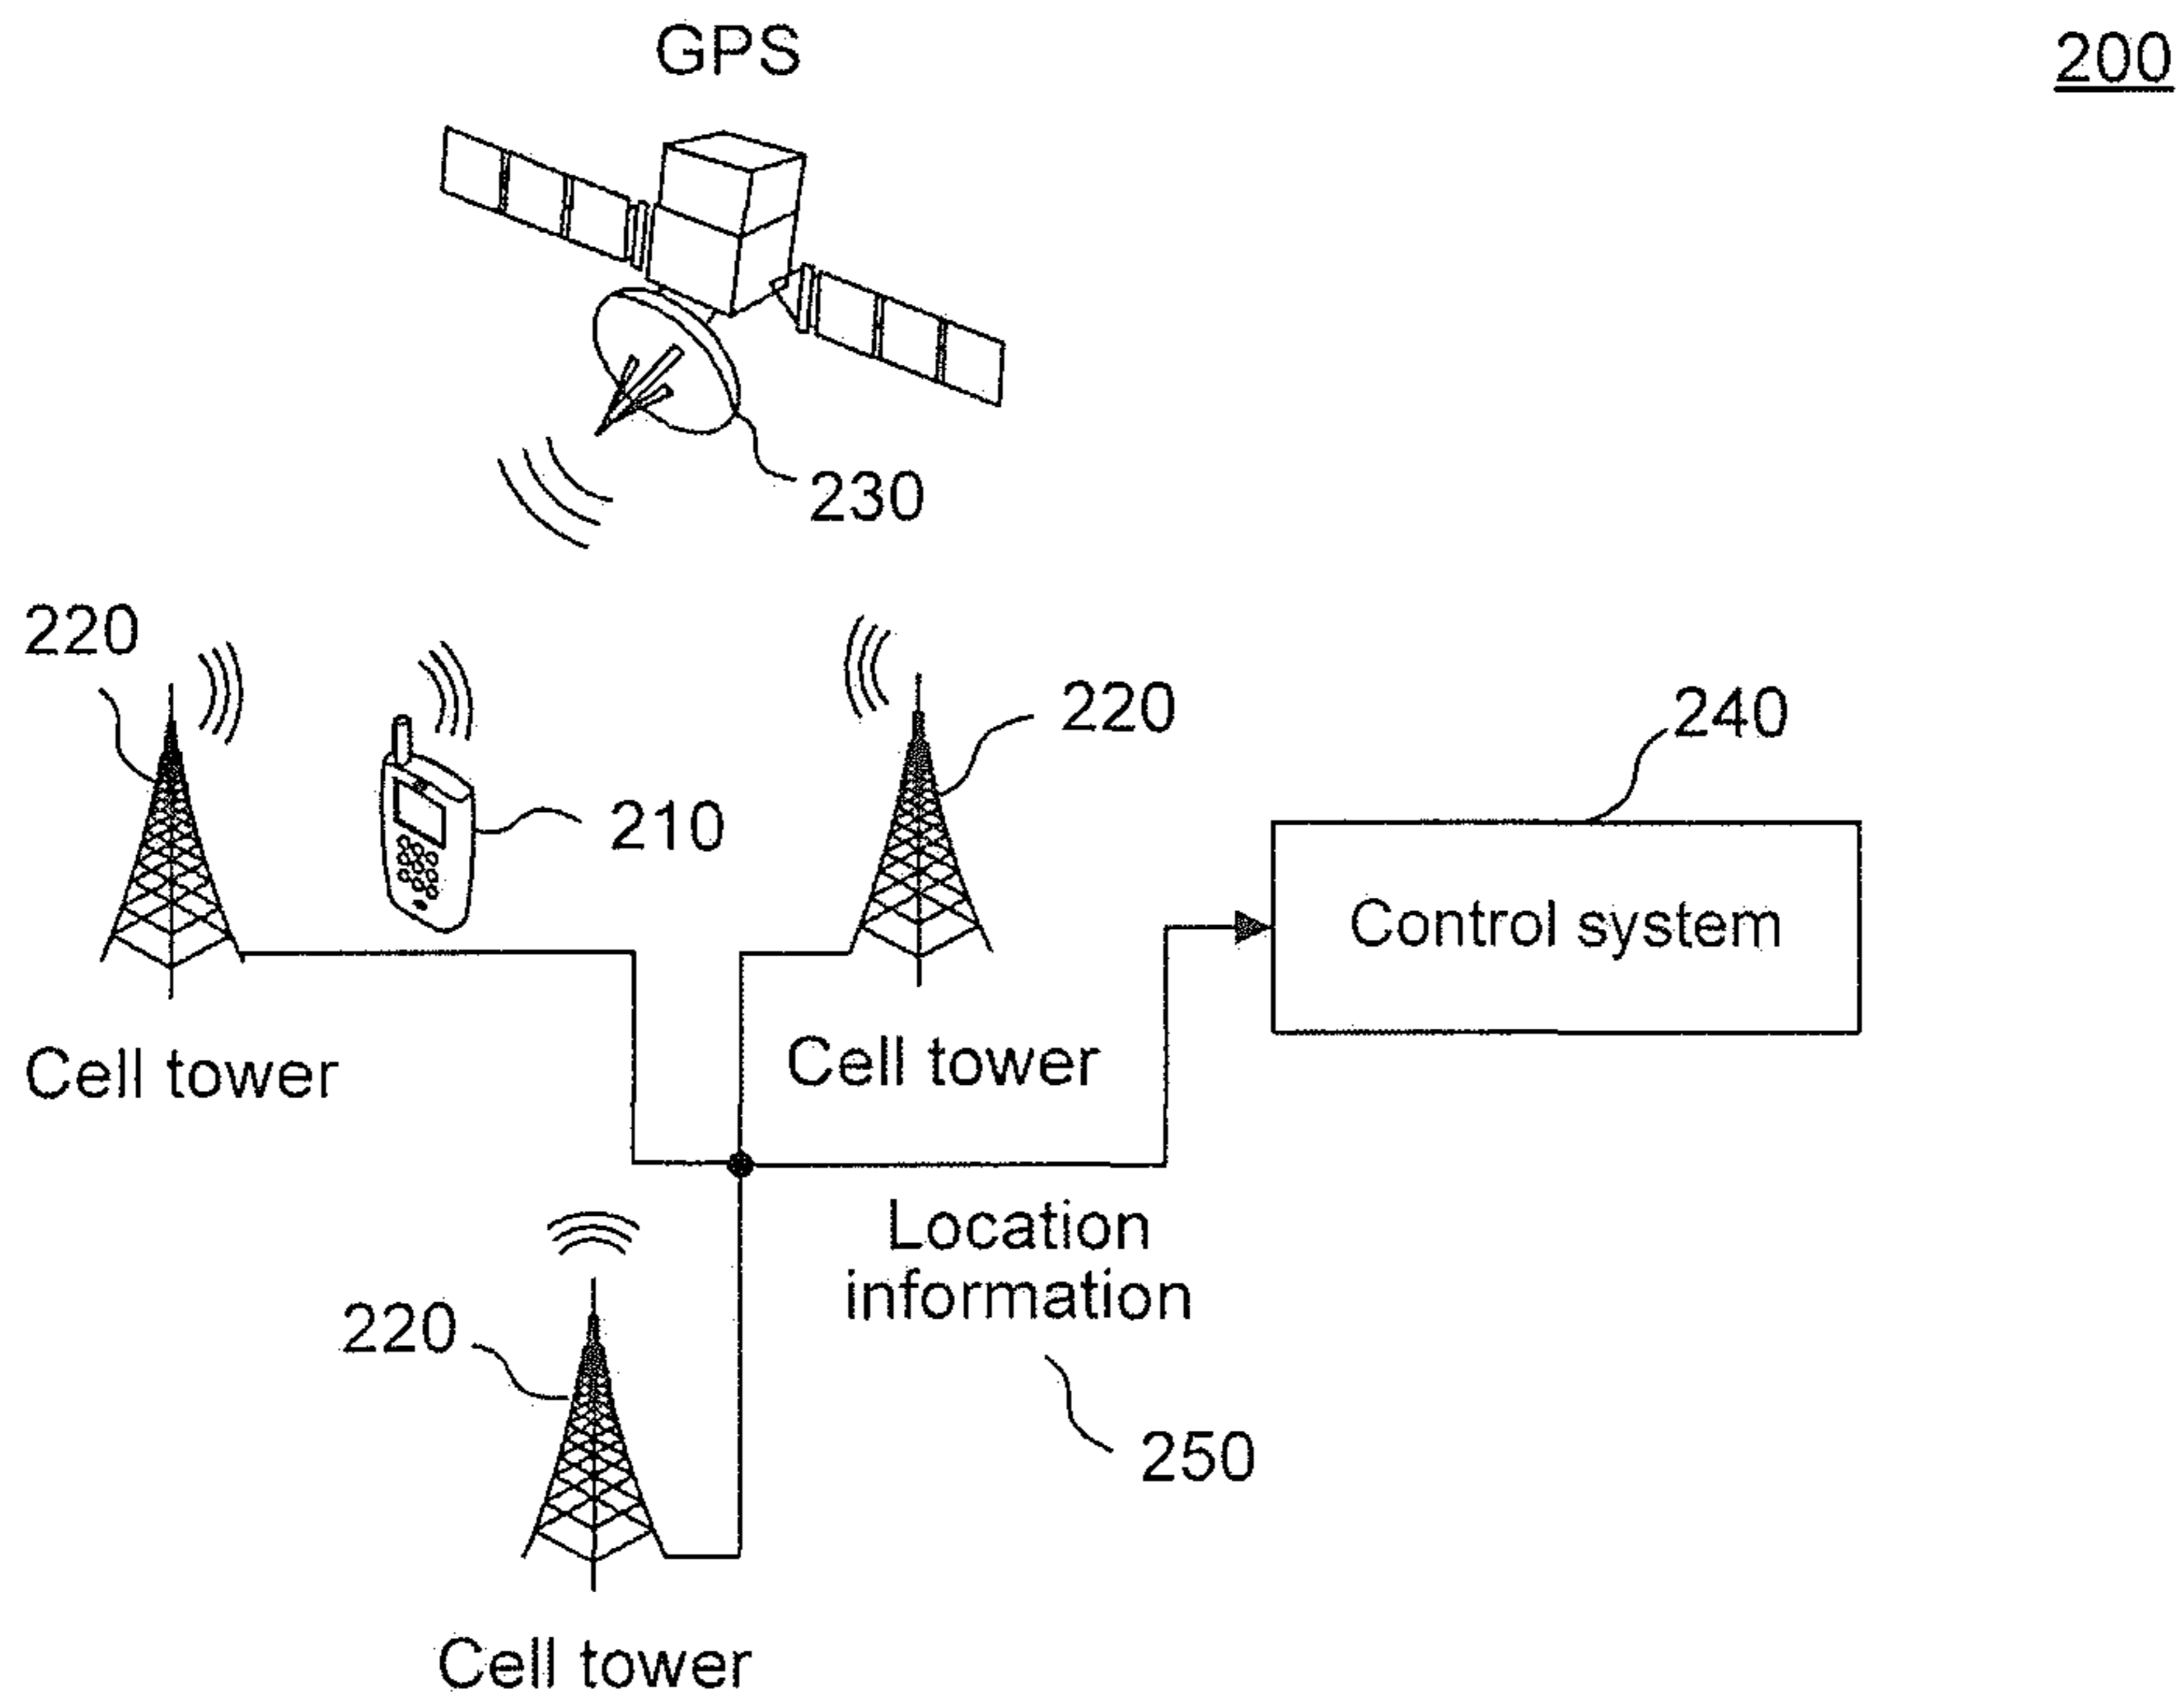 GPS
200
230
220
220
240
210
Control system
Cell tower
Cell tower
Location
information
220
250
Cell tower